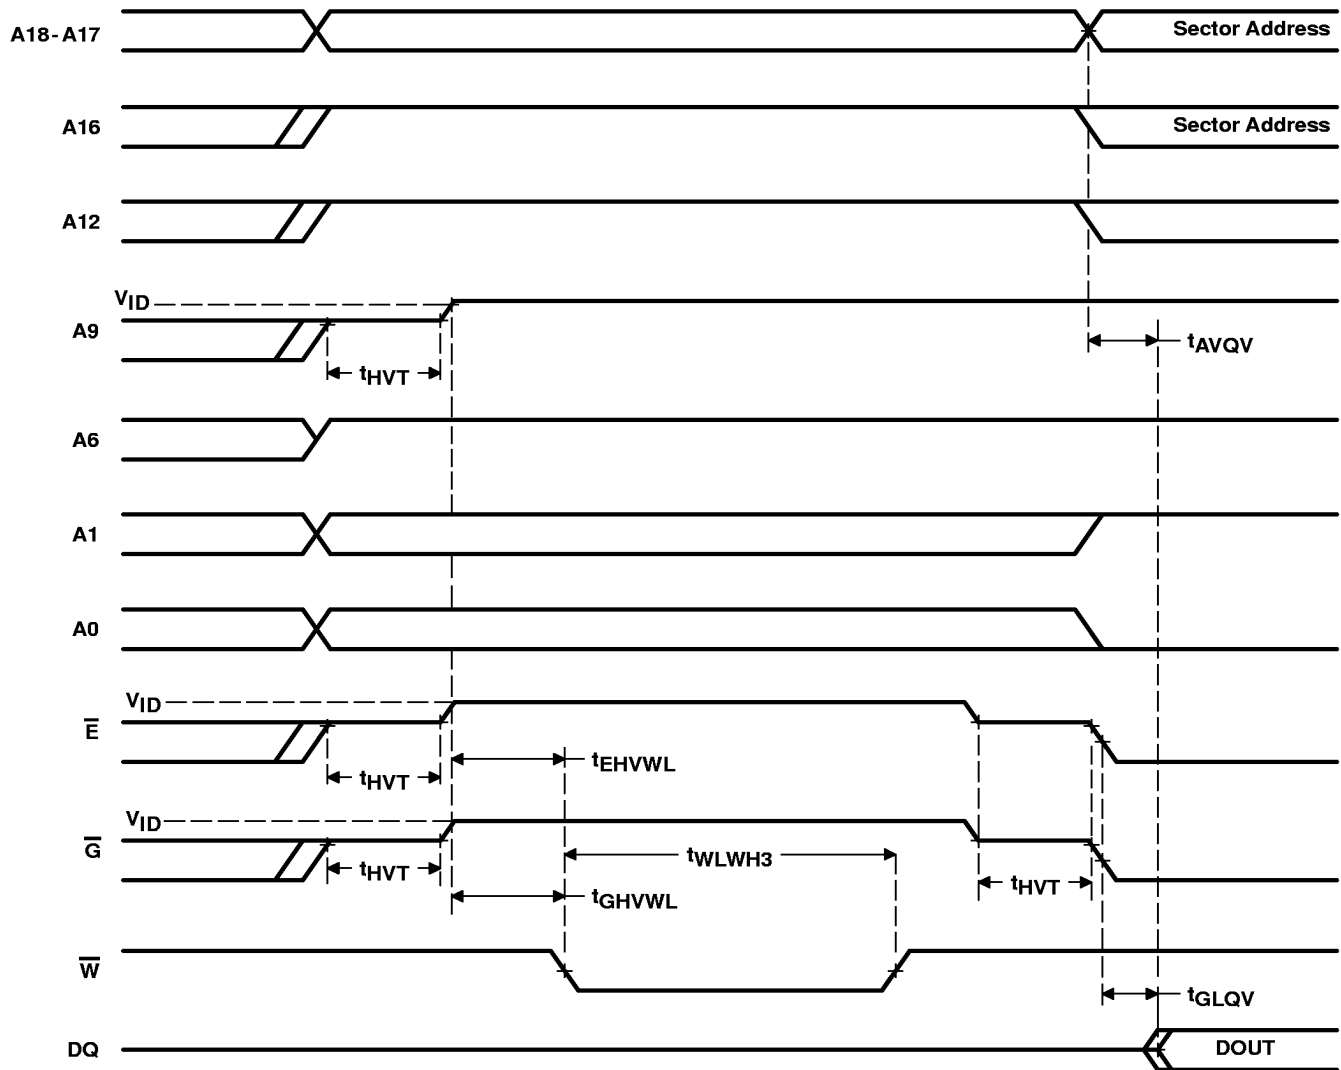 A18-A17
Sector Address
A16
Sector Address
A12
VID
A9
tHVT
tAVQV
A6
A1
A0
VID
E̅
tHVT
tEHVWL
VID
G̅
tHVT
tWLWH3
tGHVWL
tHVT
W̅
tGLQV
DQ
DOUT